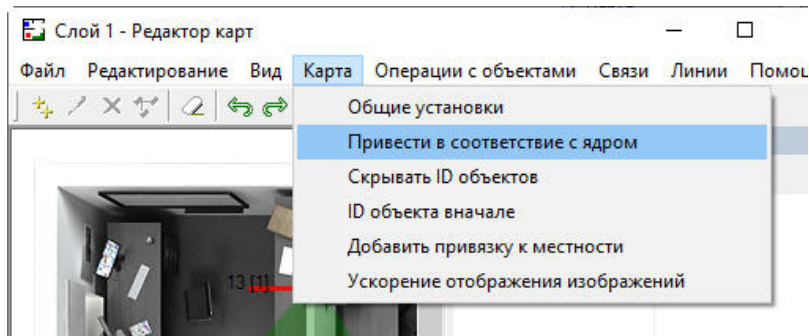 Слой 1 - Редактор карт
Файл Редактирование Вид Карта Операции с объектами Связи Линии Помощ
Общие установки
Привести в соответствие с ядром
Скрывать ID объектов
ID объекта вначале
Добавить привязку к местности
Ускорение отображения изображений
13 [1]